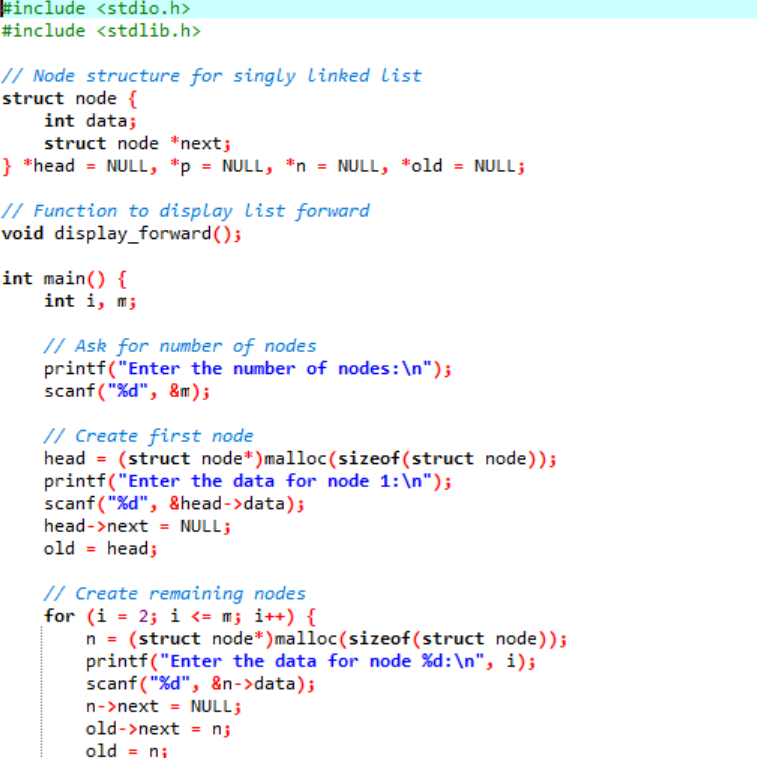 #include <stdio.h>
#include <stdlib.h>

// Node structure for singly linked list
struct node {
    int data;
    struct node *next;
} *head = NULL, *p = NULL, *n = NULL, *old = NULL;

// Function to display list forward
void display_forward();

int main() {
    int i, m;

    // Ask for number of nodes
    printf("Enter the number of nodes:\n");
    scanf("%d", &m);

    // Create first node
    head = (struct node*)malloc(sizeof(struct node));
    printf("Enter the data for node 1:\n");
    scanf("%d", &head->data);
    head->next = NULL;
    old = head;

    // Create remaining nodes
    for (i = 2; i <= m; i++) {
        n = (struct node*)malloc(sizeof(struct node));
        printf("Enter the data for node %d:\n", i);
        scanf("%d", &n->data);
        n->next = NULL;
        old->next = n;
        old = n;